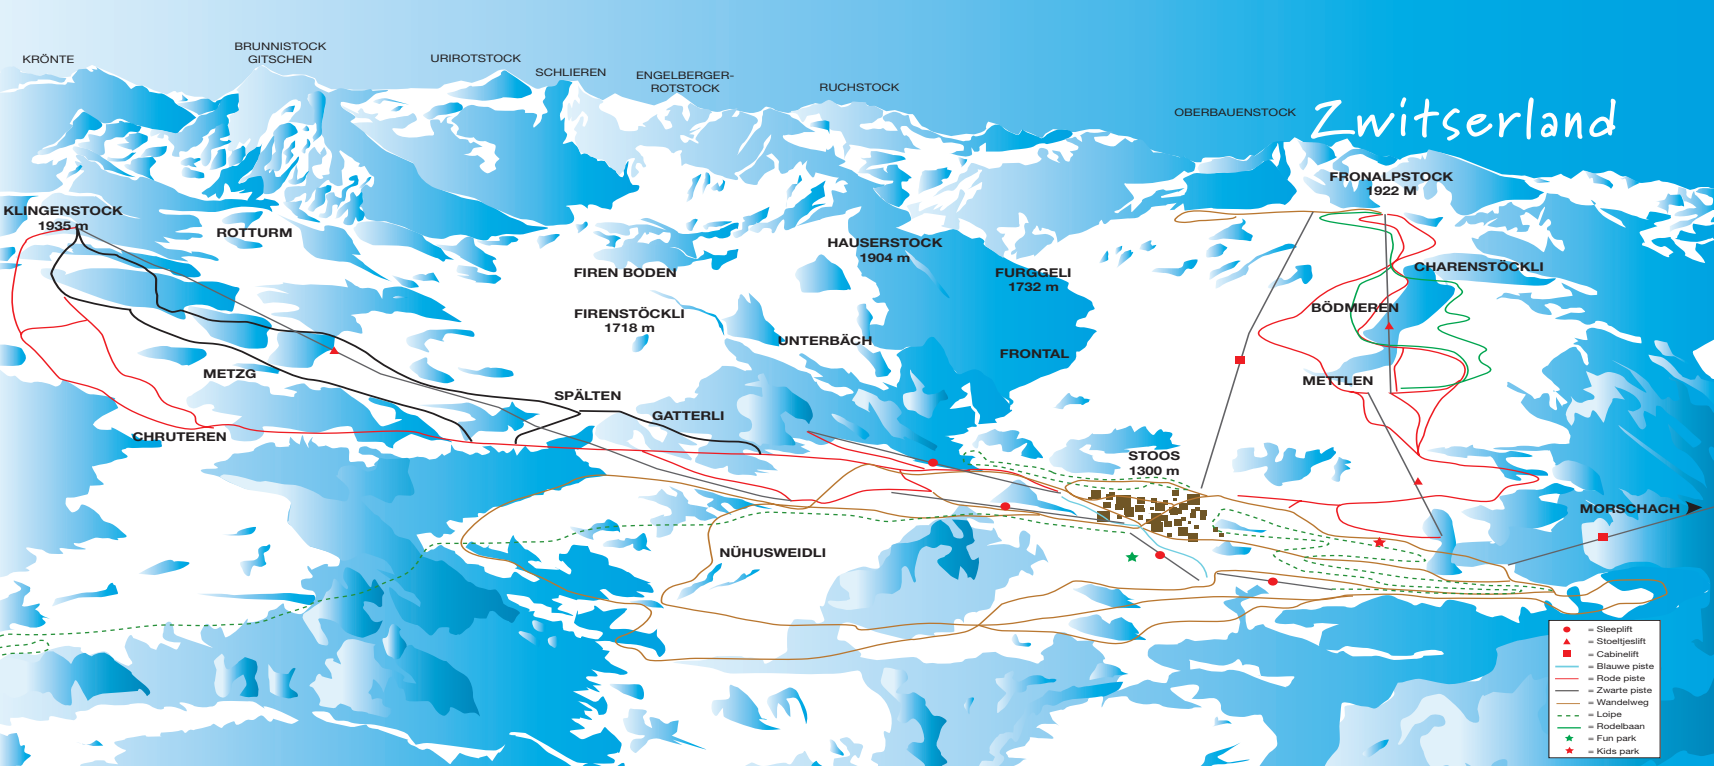 KRÖNTE
BRUNNISTOCK
GITSCHEN
URIROTSTOCK
SCHLIEREN
ENGELBERGER-
ROTSTOCK
RUCHSTOCK
OBERBAUENSTOCK
Zwitserland
FRONALPSTOCK
1922 M
KLINGENSTOCK
1935 m
ROTTURM
HAUSERSTOCK
1904 m
FIREN BODEN
FURGGELI
1732 m
CHARENSTÖCKLI
FIRENSTÖCKLI
1718 m
BÖDMEREN
UNTERBÄCH
FRONTAL
METZG
METTLEN
SPÄLTEN
GATTERLI
CHRUTEREN
STOOS
1300 m
MORSCHACH
NÜHUSWEIDLI
= Sleeplift
= Stoeltjeslift
= Cabinelift
= Blauwe piste
= Rode piste
= Zwarte piste
= Wandelweg
= Loipe
= Rodelbaan
= Fun park
= Kids park